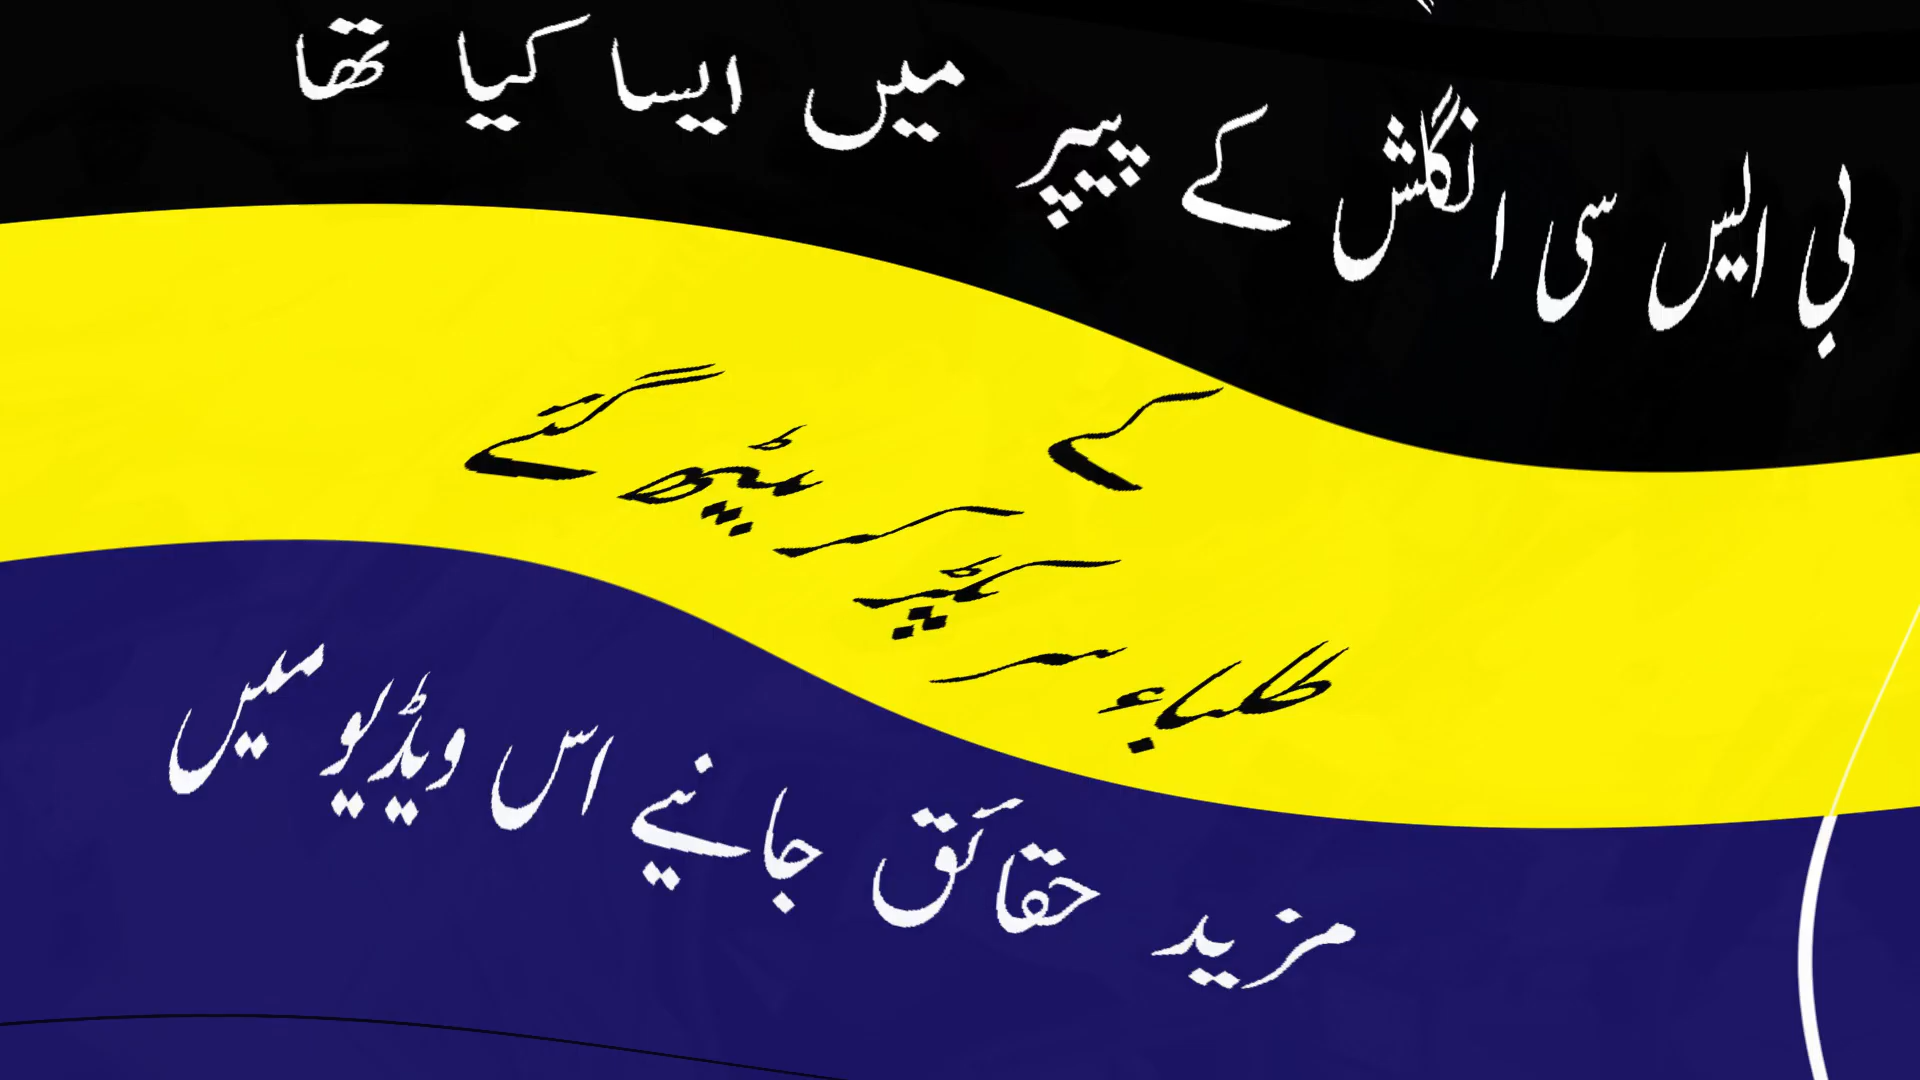 بی ایس سی انگلش کے پیپر میں ایسا کیا تھا
کے
طلباء سر پکڑ کر بیٹھ گئے
مزید حقائق جانیے اس ویڈیو میں